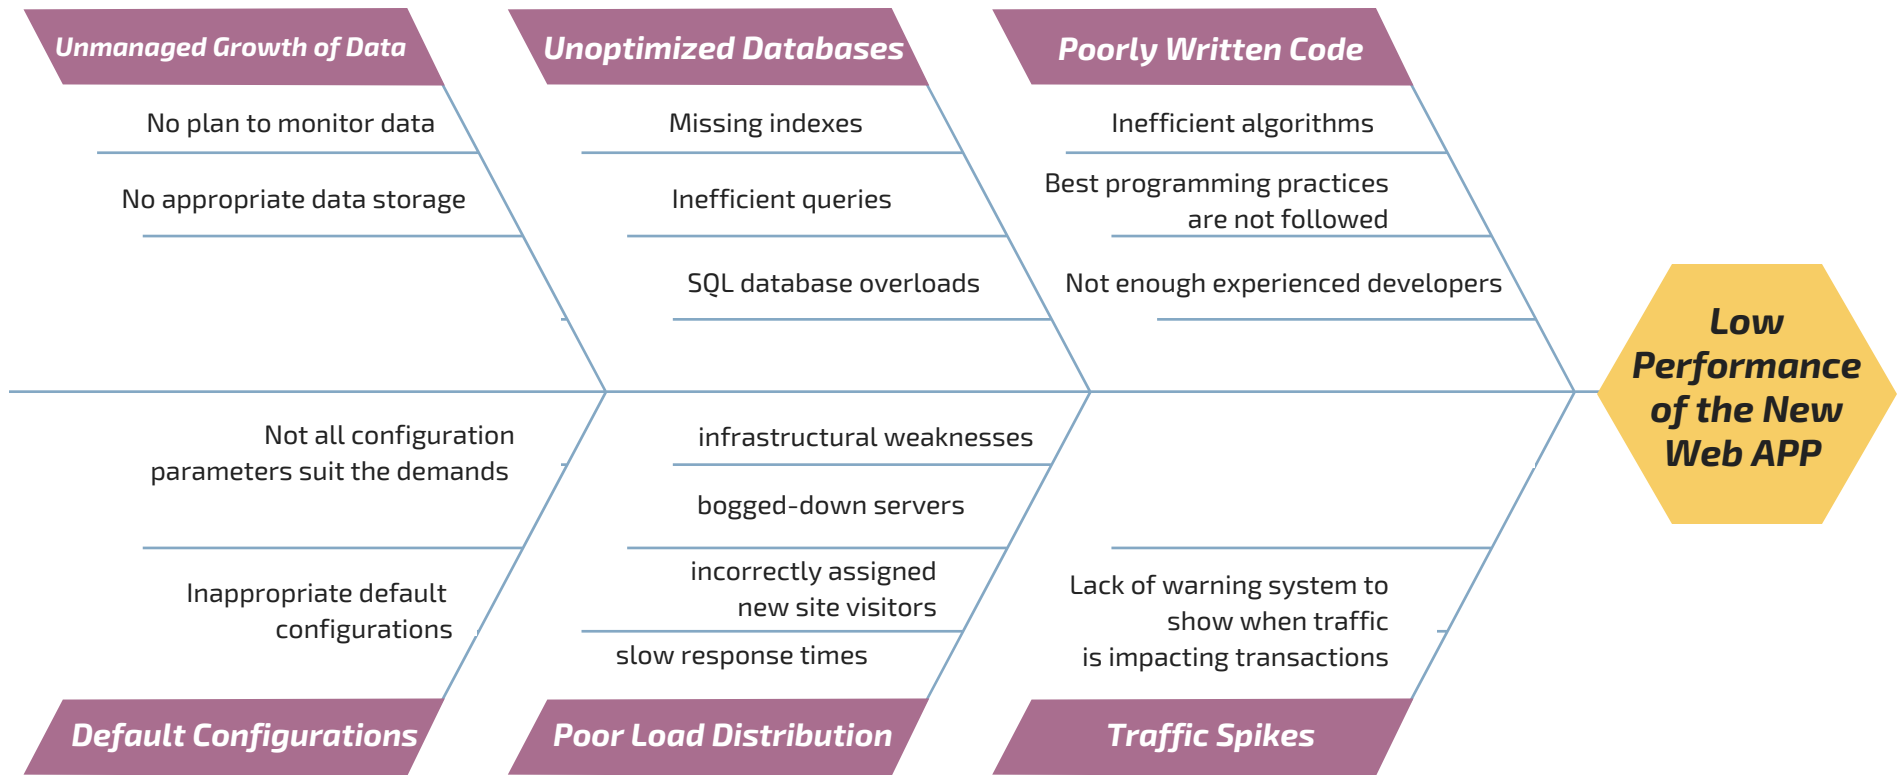 Unmanaged Growth of Data
No plan to monitor data
No appropriate data storage
Unoptimized Databases
Missing indexes
Inefficient queries
SQL database overloads
Poorly Written Code
Inefficient algorithms
Best programming practices
are not followed
Not enough experienced developers
Low
Performance
of the New
Web APP
Not all configuration
parameters suit the demands
Inappropriate default
configurations
Default Configurations
infrastructural weaknesses
bogged-down servers
incorrectly assigned
new site visitors
slow response times
Poor Load Distribution
Lack of warning system to
show when traffic
is impacting transactions
Traffic Spikes